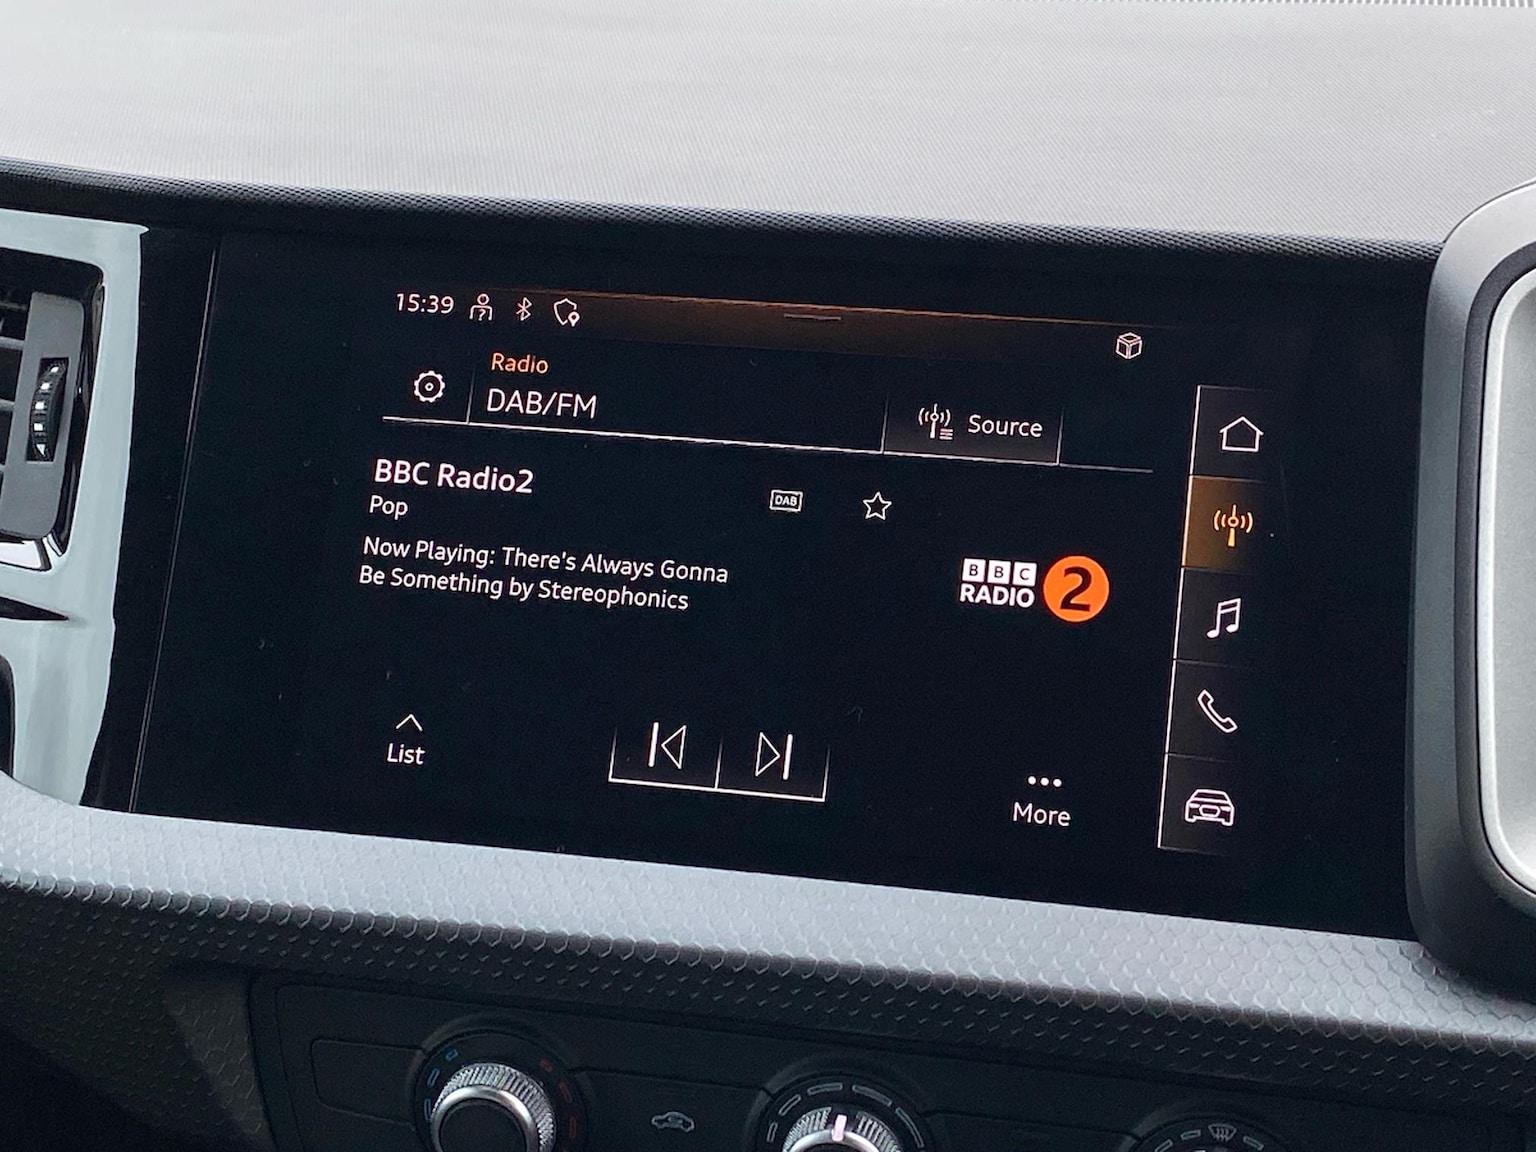 15:39
Radio
DAB/FM
Source
BBC Radio2
Pop
DAB
Now Playing: There's Always Gonna
Be Something by Stereophonics
BBC
RADIO 2
List
More